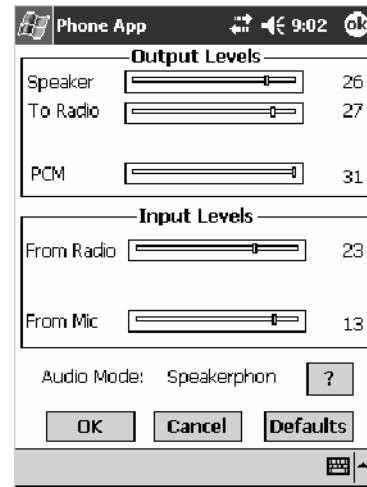 Phone App 9:02 ok
Output Levels
Speaker 26
To Radio 27
PCM 31
Input Levels
From Radio 23
From Mic 13
Audio Mode: Speakerphon ?
OK Cancel Defaults